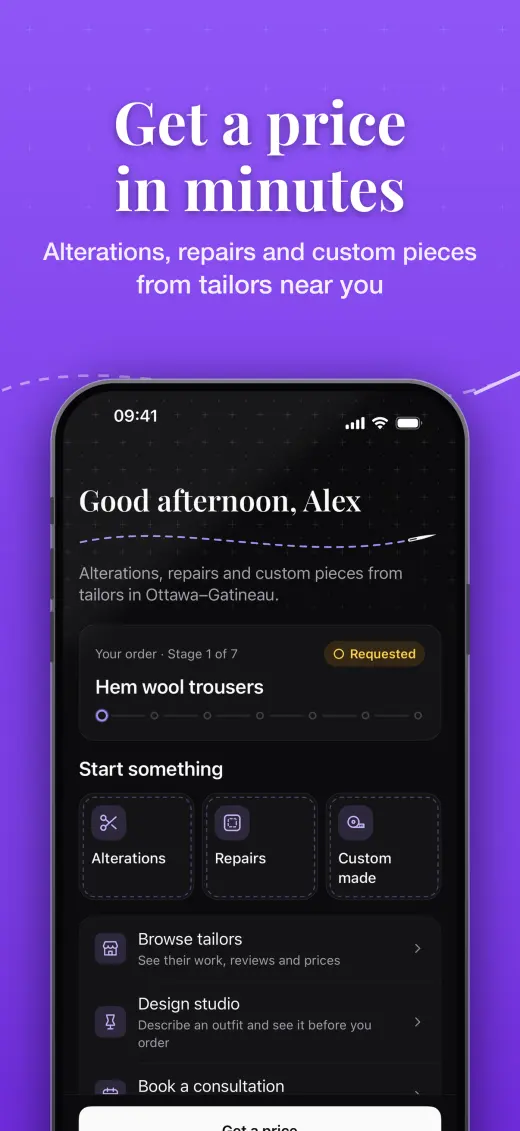 Get a price
in minutes
Alterations, repairs and custom pieces
from tailors near you
09:41
Good afternoon, Alex
Alterations, repairs and custom pieces from
tailors in Ottawa–Gatineau.
Your order · Stage 1 of 7
Requested
Hem wool trousers
Start something
Alterations
Repairs
Custom
made
Browse tailors
See their work, reviews and prices
Design studio
Describe an outfit and see it before you
order
Book a consultation
Get a price